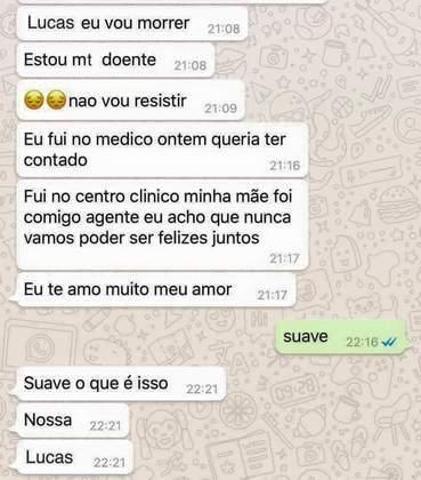 Lucas eu vou morrer 21:08
Estou mt doente 21:08
😔😔nao vou resistir 21:09
Eu fui no medico ontem queria ter
contado 21:16
Fui no centro clinico minha mãe foi
comigo agente eu acho que nunca
vamos poder ser felizes juntos
21:17
Eu te amo muito meu amor 21:17
suave 22:16
Suave o que é isso 22:21
Nossa 22:21
Lucas 22:21